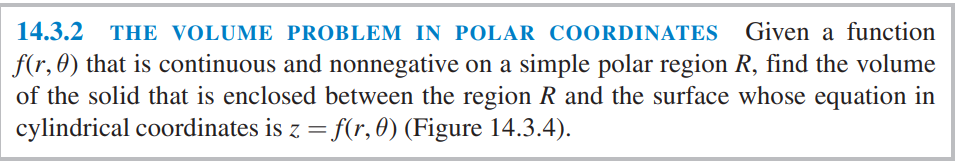 14.3.2 THE VOLUME PROBLEM IN POLAR COORDINATES Given a function
f(r, θ) that is continuous and nonnegative on a simple polar region R, find the volume
of the solid that is enclosed between the region R and the surface whose equation in
cylindrical coordinates is z = f(r, θ) (Figure 14.3.4).